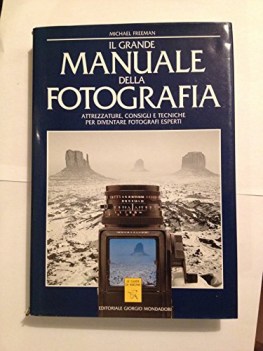 MICHAEL FREEMAN
IL GRANDE
MANUALE
DELLA
FOTOGRAFIA
ATTREZZATURE, CONSIGLI E TECNICHE
PER DIVENTARE FOTOGRAFI ESPERTI
EDITORIALE GIORGIO MONDADORI